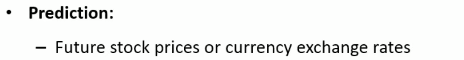 • Prediction:
– Future stock prices or currency exchange rates